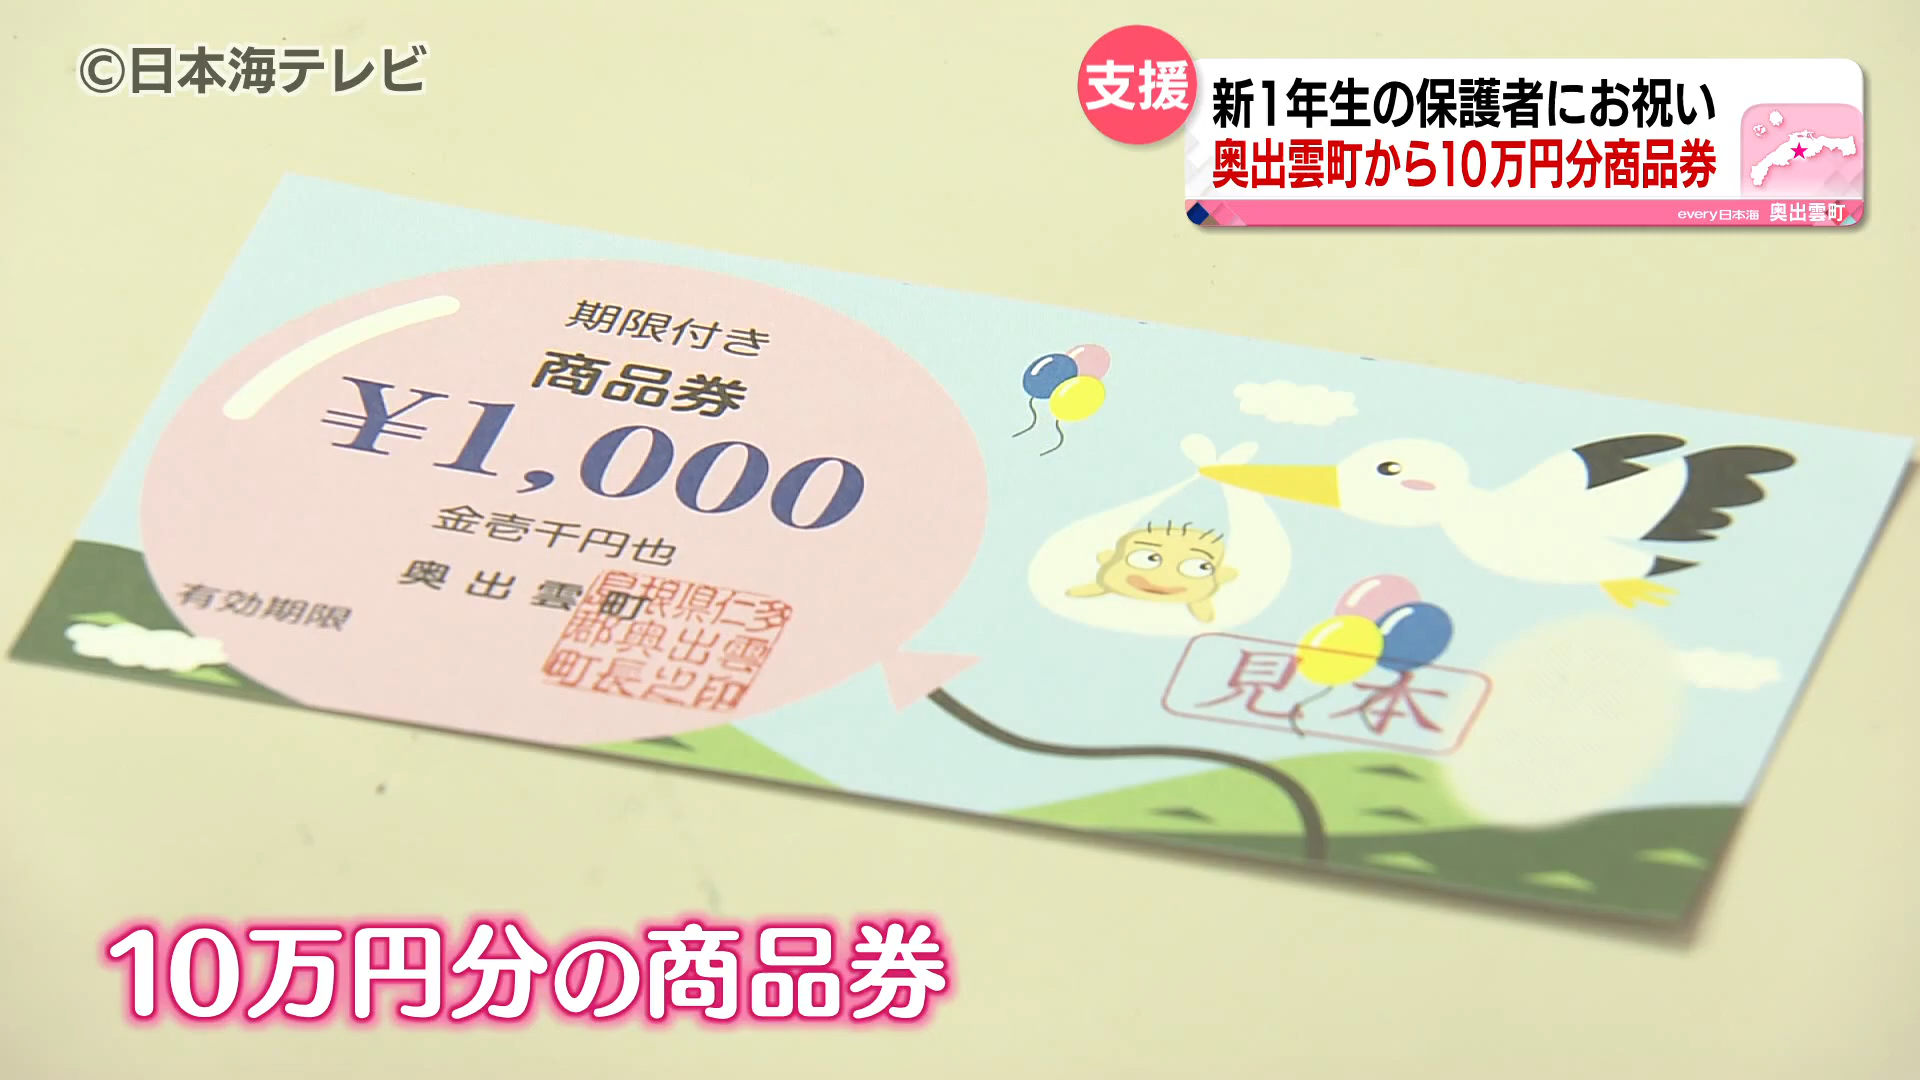 ©日本海テレビ
支援
新1年生の保護者にお祝い
奥出雲町から10万円分商品券
every日本海 奥出雲町
期限付き
商品券
¥1,000
金壱千円也
奥出雲町
有効期限
島根県仁多
郡奥出雲
町長之印
見本
10万円分の商品券